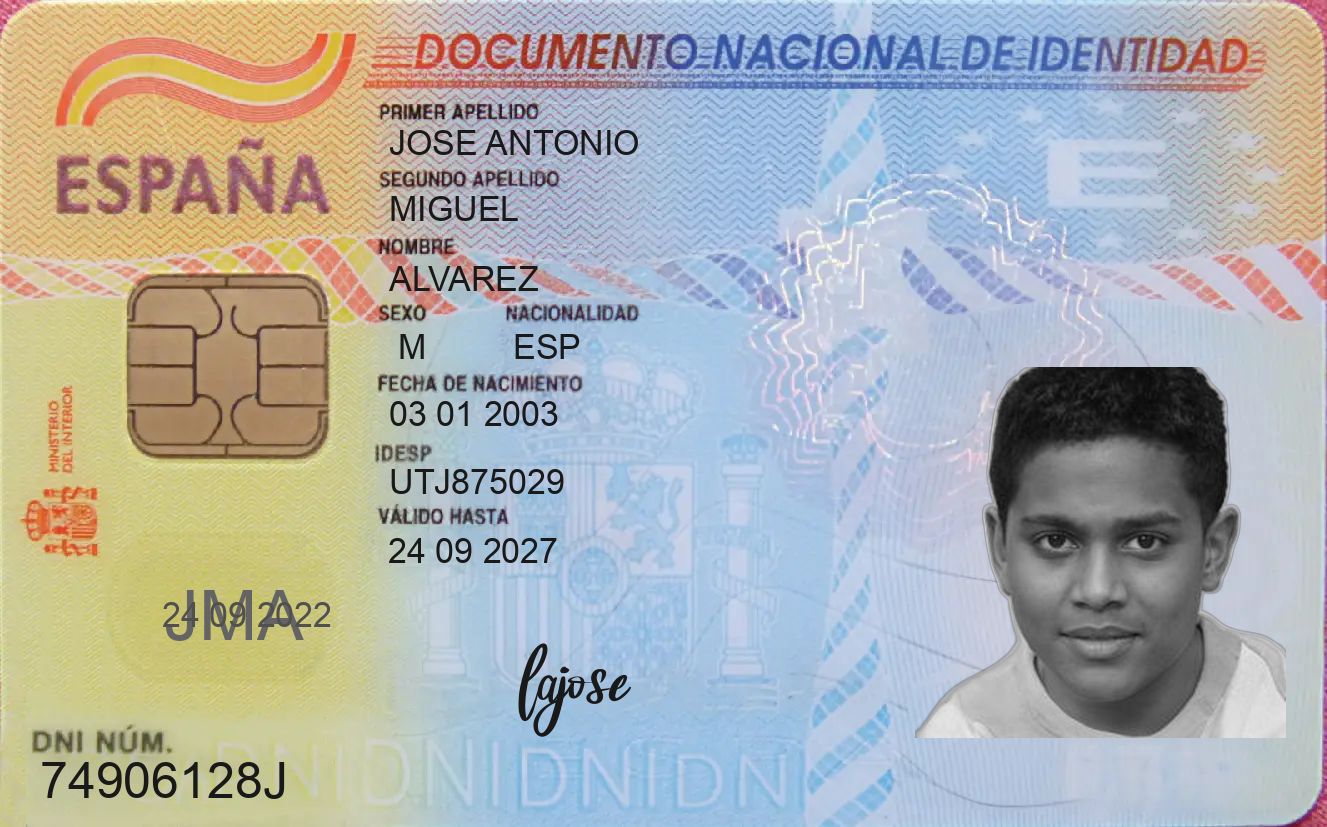 DOCUMENTO NACIONAL DE IDENTIDAD
ESPAÑA
PRIMER APELLIDO
JOSE ANTONIO
SEGUNDO APELLIDO
MIGUEL
NOMBRE
ALVAREZ
SEXO NACIONALIDAD
M ESP
FECHA DE NACIMIENTO
03 01 2003
IDESP
UTJ875029
VÁLIDO HASTA
24 09 2027
MINISTERIO
DEL INTERIOR
E
24 09 2022
JMA
lajose
DNI NÚM.
74906128J
DNIDNIDNIDNI